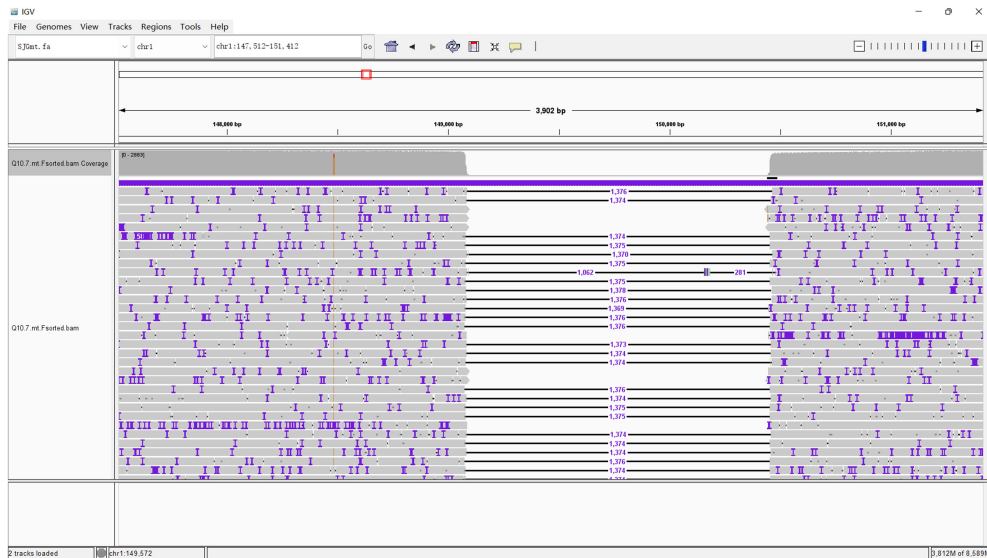 IGV
File Genomes View Tracks Regions Tools Help
SJGmt.fa chr1 chr1:147,512-151,412 Go
3,902 bp
148,000 bp 149,000 bp 150,000 bp 151,000 bp
Q10.7.mt.Fsorted.bam Coverage
[0 - 2983]
1,376
1,374
1,374
1,375
1,370
1,375
1,062 281
1,375
1,378
1,376
1,369
1,376
1,376
Q10.7.mt.Fsorted.bam
1,373
1,374
1,374
1,376
1,374
1,375
1,375
1,374
1,374
1,374
1,376
1,374
2 tracks loaded chr1:149,572 3,812M of 8,589M